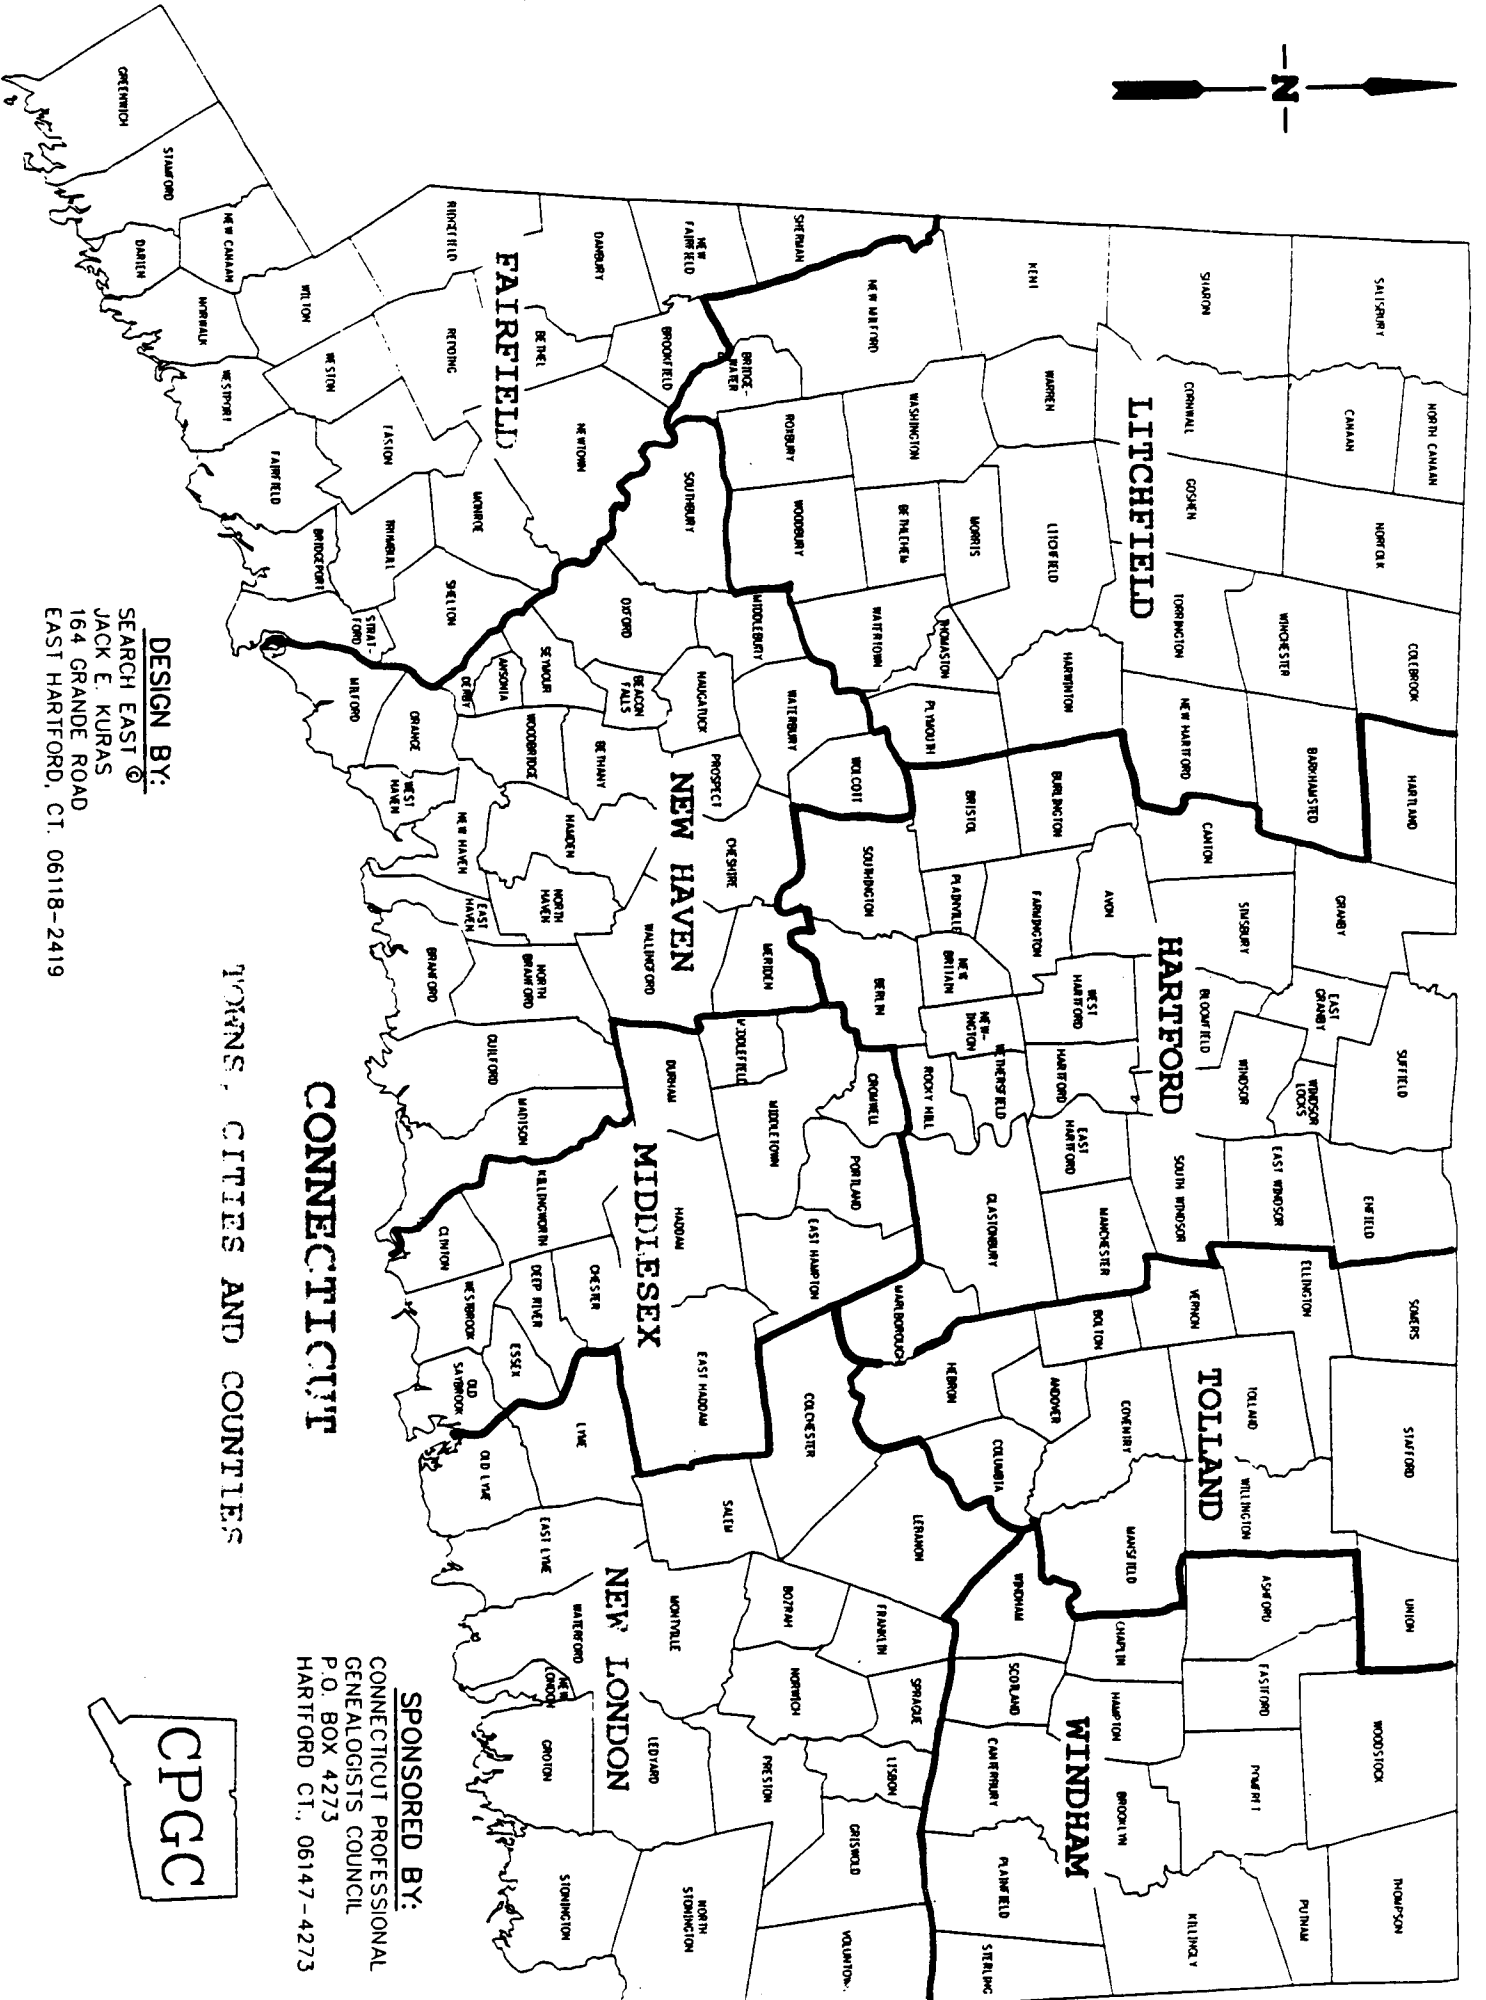 N
SALISBURY
NORTH CANAAN
CANAAN
NORFOLK
COLEBROOK
HARTLAND
SUFFIELD
ENFIELD
SOMERS
STAFFORD
UNION
WOODSTOCK
THOMPSON
SHARON
CORNWALL
GOSHEN
WINCHESTER
BARKHAMSTED
GRANBY
EAST
GRANBY
WINDSOR
LOCKS
EAST WINDSOR
ELLINGTON
TOLLAND
WILLINGTON
ASHFORD
EASTFORD
POMFRET
PUTNAM
TORRINGTON
NEW HARTFORD
CANTON
SIMSBURY
BLOOMFIELD
WINDSOR
SOUTH WINDSOR
VERNON
TOLLAND
KILLINGLY
LITCHFIELD
HARTFORD
KENT
WARREN
LITCHFIELD
HARWINTON
BURLINGTON
AVON
FARMINGTON
WEST
HARTFORD
HARTFORD
EAST
HARTFORD
MANCHESTER
BOLTON
COVENTRY
MANSFIELD
CHAPLIN
HAMPTON
BROOKLYN
WINDHAM
ANDOVER
NEW MILFORD
WASHINGTON
MORRIS
BETHLEHEM
THOMASTON
WATERTOWN
PLYMOUTH
BRISTOL
PLAINVILLE
NEW
BRITAIN
NEW-
INGTON
WETHERSFIELD
ROCKY HILL
GLASTONBURY
HEBRON
COLUMBIA
WINDHAM
SCOTLAND
CANTERBURY
PLAINFIELD
STERLING
SHERMAN
BRIDGE-
WATER
ROXBURY
WOODBURY
MIDDLEBURY
WATERBURY
WOLCOTT
SOUTHINGTON
BERLIN
CROMWELL
PORTLAND
MARLBOROUGH
LEBANON
FRANKLIN
SPRAGUE
LISBON
GRISWOLD
VOLUNTOWN
NEW
FAIRFIELD
BROOKFIELD
SOUTHBURY
NAUGATUCK
PROSPECT
CHESHIRE
MERIDEN
MIDDLEFIELD
MIDDLETOWN
EAST HAMPTON
COLCHESTER
SALEM
BOZRAH
NORWICH
PRESTON
DANBURY
BETHEL
NEWTOWN
OXFORD
BEACON
FALLS
NEW HAVEN
WALLINGFORD
DURHAM
HADDAM
EAST HADDAM
MONTVILLE
LEDYARD
NORTH
STONINGTON
FAIRFIELD
SEYMOUR
BETHANY
HAMDEN
NORTH
HAVEN
NORTH
BRANFORD
MIDDLESEX
CHESTER
LYME
NEW LONDON
RIDGEFIELD
REDDING
MONROE
SHELTON
ANSONIA
DERBY
WOODBRIDGE
KILLINGWORTH
DEEP RIVER
ESSEX
EAST LYME
WATERFORD
NEW
LONDON
GROTON
STONINGTON
WILTON
WESTON
EASTON
TRUMBULL
STRAT-
FORD
ORANGE
NEW HAVEN
EAST
HAVEN
BRANFORD
GUILFORD
MADISON
CLINTON
WESTBROOK
OLD
SAYBROOK
OLD LYME
NEW CANAAN
NORWALK
WESTPORT
FAIRFIELD
BRIDGEPORT
MILFORD
WEST
HAVEN
GREENWICH
STAMFORD
DARIEN
CONNECTICUT
TOWNS, CITIES AND COUNTIES
DESIGN BY:
SEARCH EAST ©
JACK E. KURAS
164 GRANDE ROAD
EAST HARTFORD, CT. 06118-2419
SPONSORED BY:
CONNECTICUT PROFESSIONAL
GENEALOGISTS COUNCIL
P.O. BOX 4273
HARTFORD CT., 06147-4273
CPGC